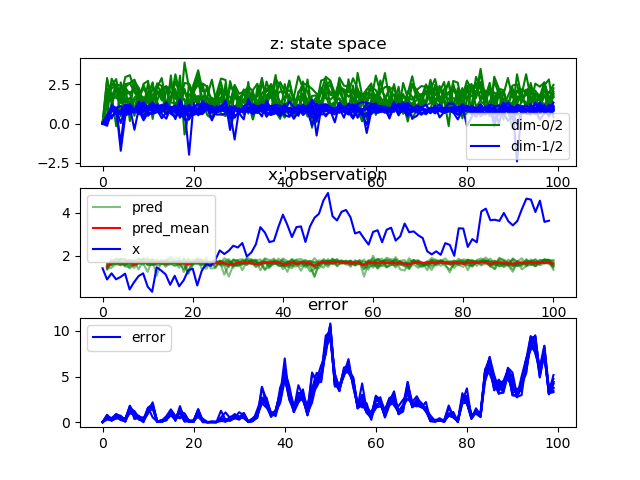 z: state space
2.5
0.0
−2.5
dim-0/2
dim-1/2
0 20 40 60 80 100
x: observation
4
2
pred
pred_mean
x
0 20 40 60 80 100
error
10
5
0
error
0 20 40 60 80 100